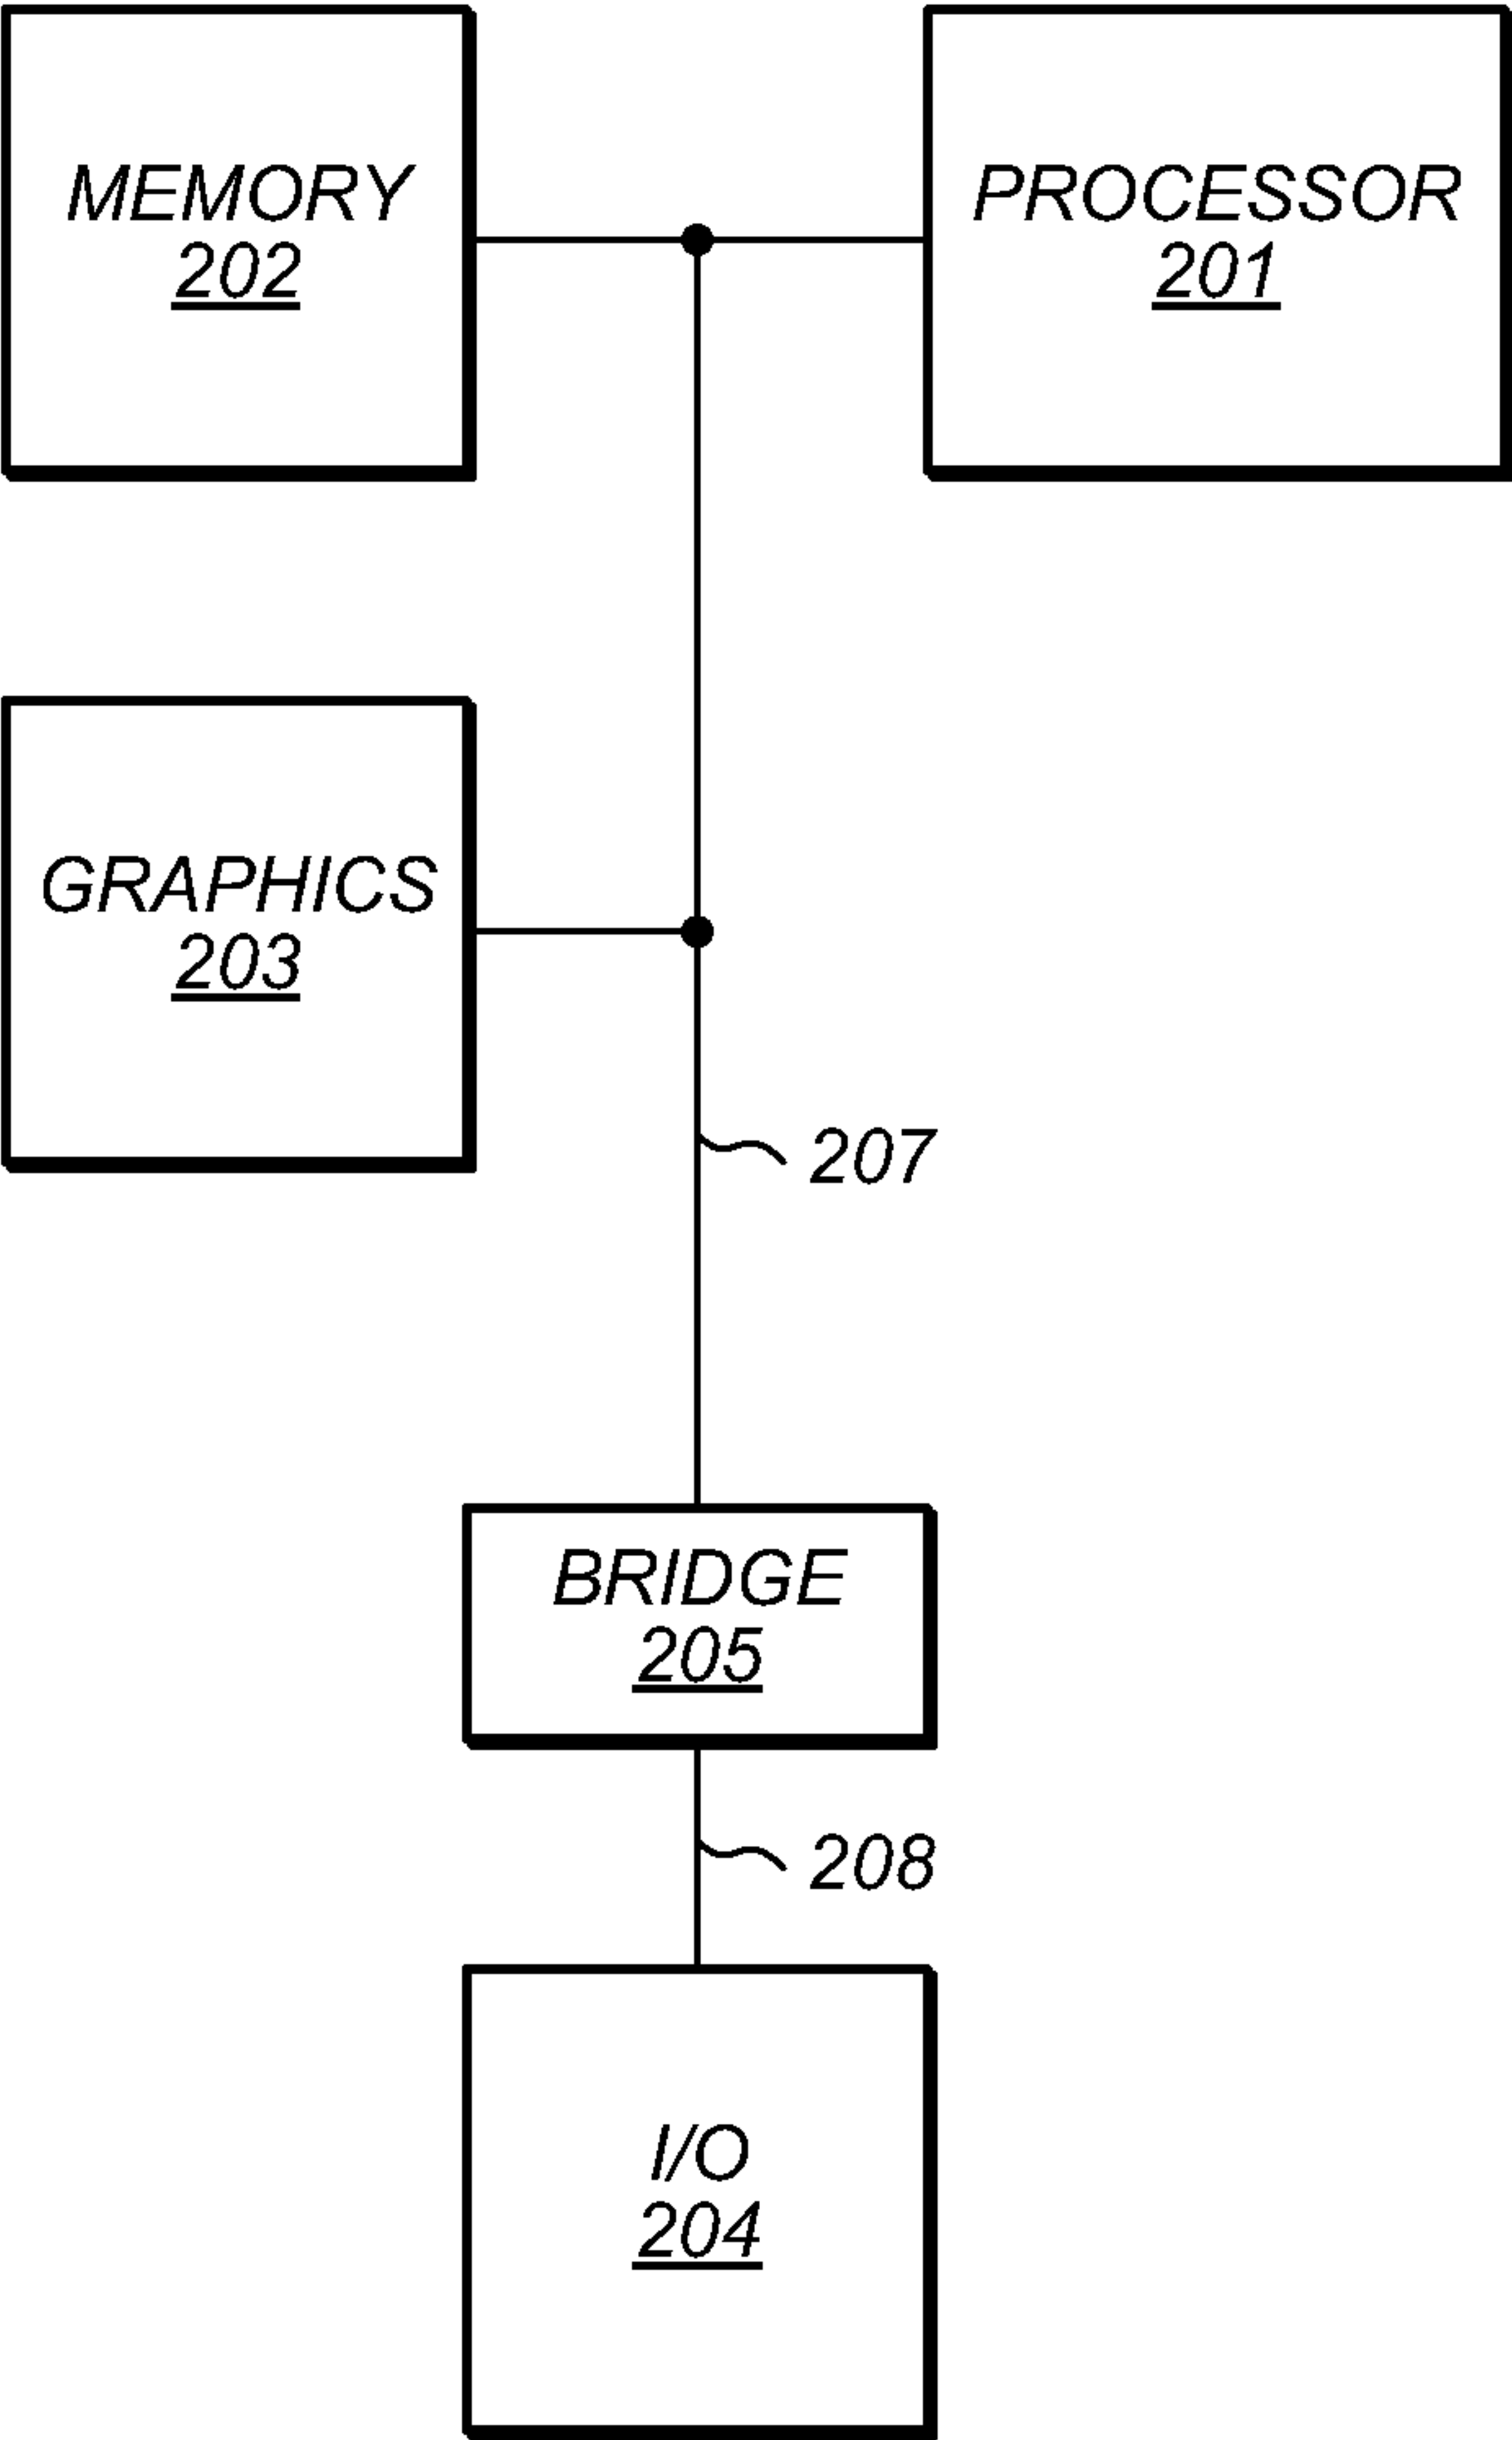 MEMORY
202
PROCESSOR
201
GRAPHICS
203
207
BRIDGE
205
208
I/O
204